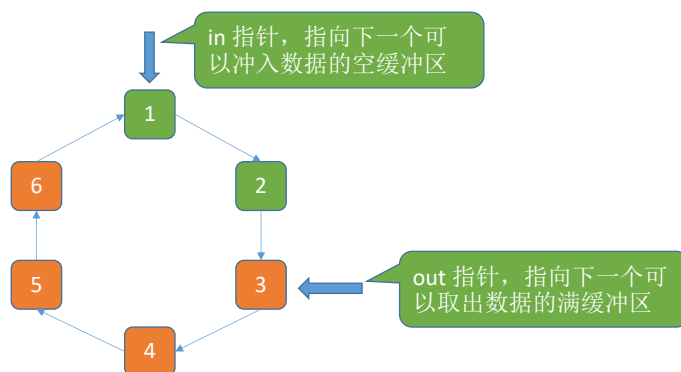 in 指针，指向下一个可
以冲入数据的空缓冲区
1
6
2
5
3
out 指针，指向下一个可
以取出数据的满缓冲区
4